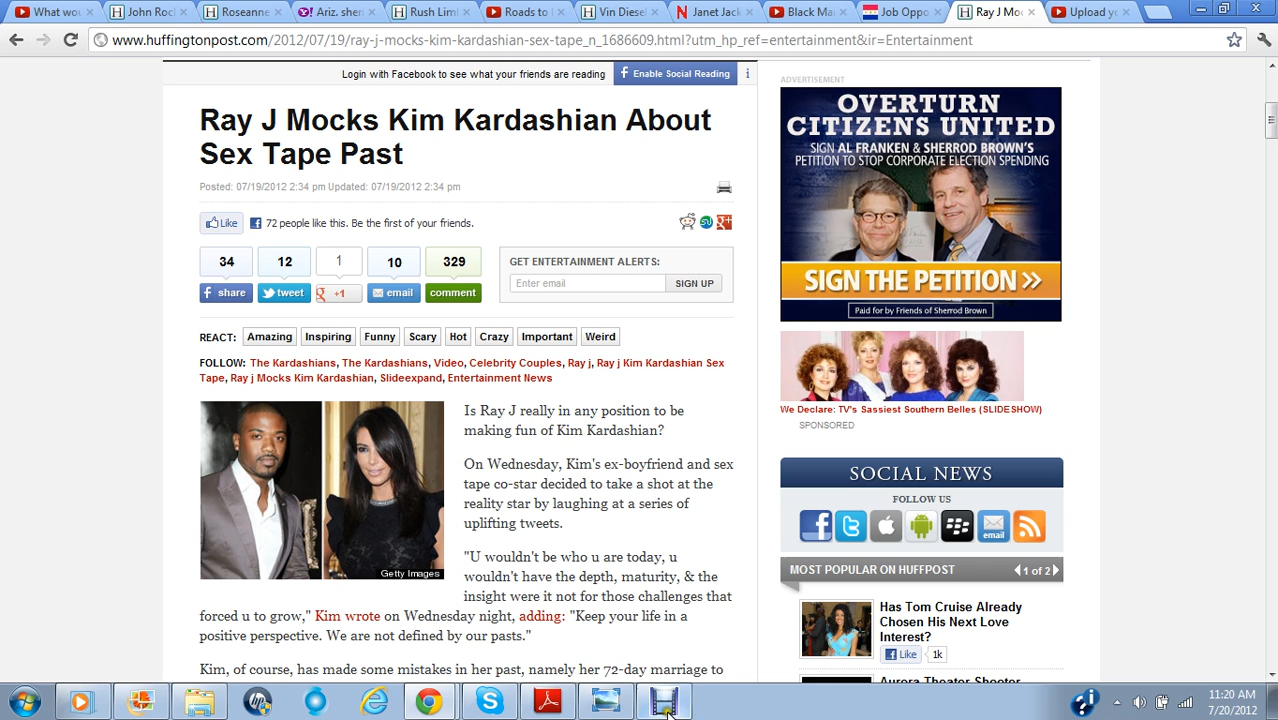 What wou
John Rocl
Roseanne
Ariz. sher
Rush Lim
Roads to
Vin Diesel
Janet Jack
Black Ma
Job Oppo
Ray J Mo
Upload y
www.huffingtonpost.com/2012/07/19/ray-j-mocks-kim-kardashian-sex-tape_n_1686609.html?utm_hp_ref=entertainment&ir=Entertainment
Login with Facebook to see what your friends are reading
Enable Social Reading
i
Ray J Mocks Kim Kardashian About
Sex Tape Past
Posted: 07/19/2012 2:34 pm Updated: 07/19/2012 2:34 pm
Like
72 people like this. Be the first of your friends.
34
12
1
10
329
share
tweet
+1
email
comment
GET ENTERTAINMENT ALERTS:
Enter email
SIGN UP
REACT: Amazing Inspiring Funny Scary Hot Crazy Important Weird
FOLLOW: The Kardashians, The Kardashians, Video, Celebrity Couples, Ray j, Ray j Kim Kardashian Sex
Tape, Ray j Mocks Kim Kardashian, Slideexpand, Entertainment News
Getty Images
Is Ray J really in any position to be
making fun of Kim Kardashian?
On Wednesday, Kim's ex-boyfriend and sex
tape co-star decided to take a shot at the
reality star by laughing at a series of
uplifting tweets.
"U wouldn't be who u are today, u
wouldn't have the depth, maturity, & the
insight were it not for those challenges that
forced u to grow," Kim wrote on Wednesday night, adding: "Keep your life in a
positive perspective. We are not defined by our pasts."
Kim, of course, has made some mistakes in her past, namely her 72-day marriage to
ADVERTISEMENT
OVERTURN
CITIZENS UNITED
SIGN AL FRANKEN & SHERROD BROWN'S
PETITION TO STOP CORPORATE ELECTION SPENDING
SIGN THE PETITION >>
Paid for by Friends of Sherrod Brown
We Declare: TV's Sassiest Southern Belles (SLIDESHOW)
SPONSORED
SOCIAL NEWS
FOLLOW US
email
MOST POPULAR ON HUFFPOST
1 of 2
Has Tom Cruise Already
Chosen His Next Love
Interest?
Like
1k
Aurora Theater Shooter
11:20 AM
7/20/2012